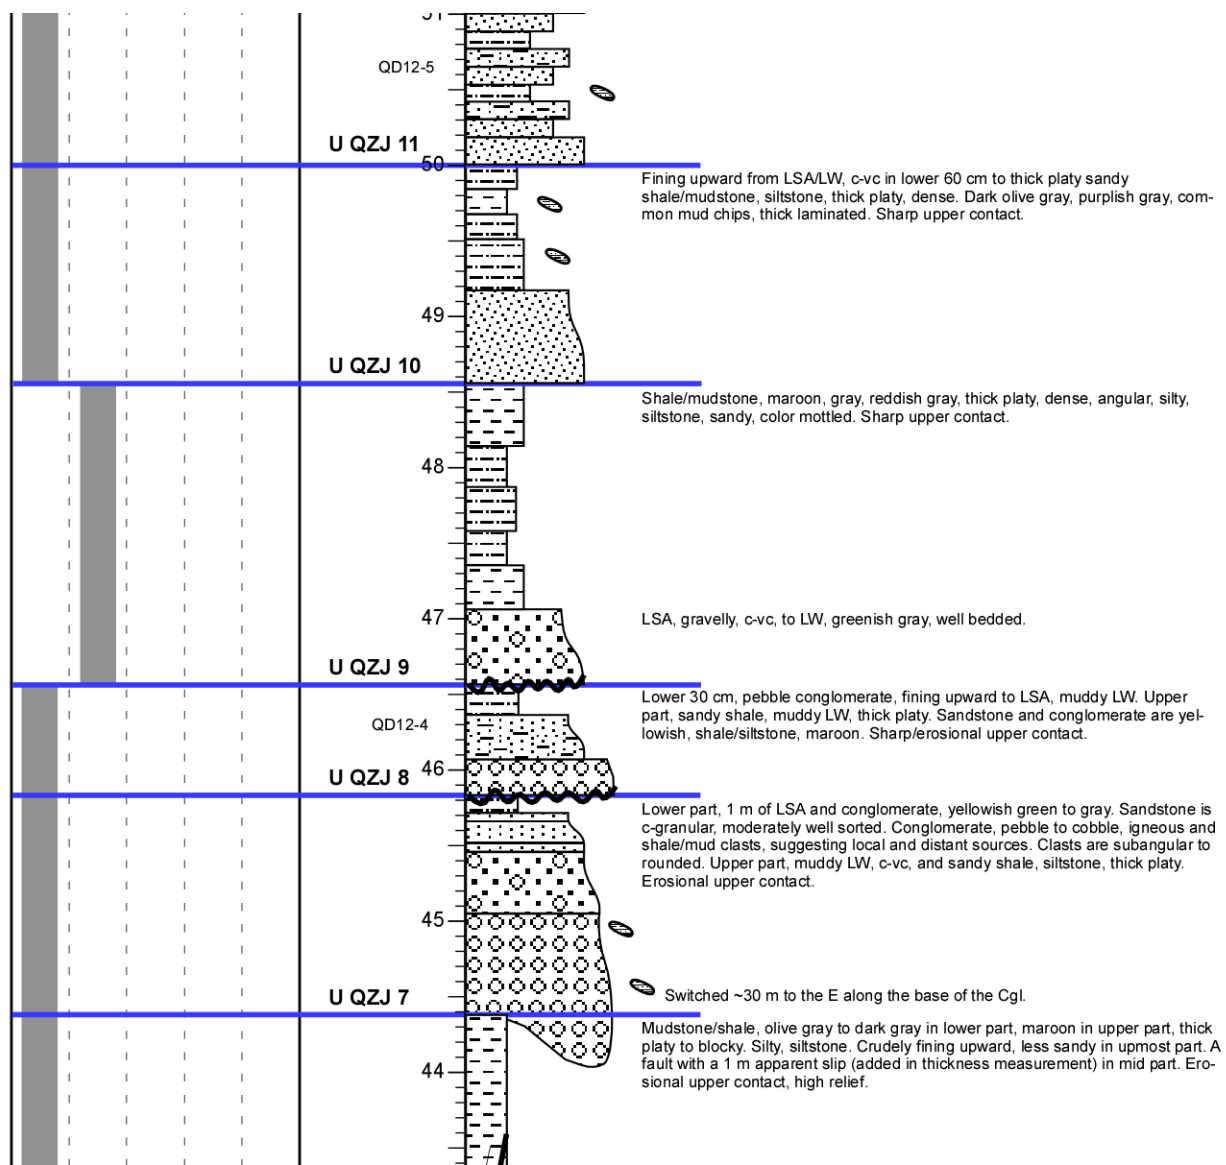 51
QD12-5
U QZJ 11
50
Fining upward from LSA/LW, c-vc in lower 60 cm to thick platy sandy
shale/mudstone, siltstone, thick platy, dense. Dark olive gray, purplish gray, com-
mon mud chips, thick laminated. Sharp upper contact.
49
U QZJ 10
Shale/mudstone, maroon, gray, reddish gray, thick platy, dense, angular, silty,
siltstone, sandy, color mottled. Sharp upper contact.
48
47
LSA, gravelly, c-vc, to LW, greenish gray, well bedded.
U QZJ 9
Lower 30 cm, pebble conglomerate, fining upward to LSA, muddy LW. Upper
part, sandy shale, muddy LW, thick platy. Sandstone and conglomerate are yel-
lowish, shale/siltstone, maroon. Sharp/erosional upper contact.
QD12-4
46
U QZJ 8
Lower part, 1 m of LSA and conglomerate, yellowish green to gray. Sandstone is
c-granular, moderately well sorted. Conglomerate, pebble to cobble, igneous and
shale/mud clasts, suggesting local and distant sources. Clasts are subangular to
rounded. Upper part, muddy LW, c-vc, and sandy shale, siltstone, thick platy.
Erosional upper contact.
45
U QZJ 7
Switched ~30 m to the E along the base of the Cgl.
Mudstone/shale, olive gray to dark gray in lower part, maroon in upper part, thick
platy to blocky. Silty, siltstone. Crudely fining upward, less sandy in upmost part. A
fault with a 1 m apparent slip (added in thickness measurement) in mid part. Ero-
sional upper contact, high relief.
44